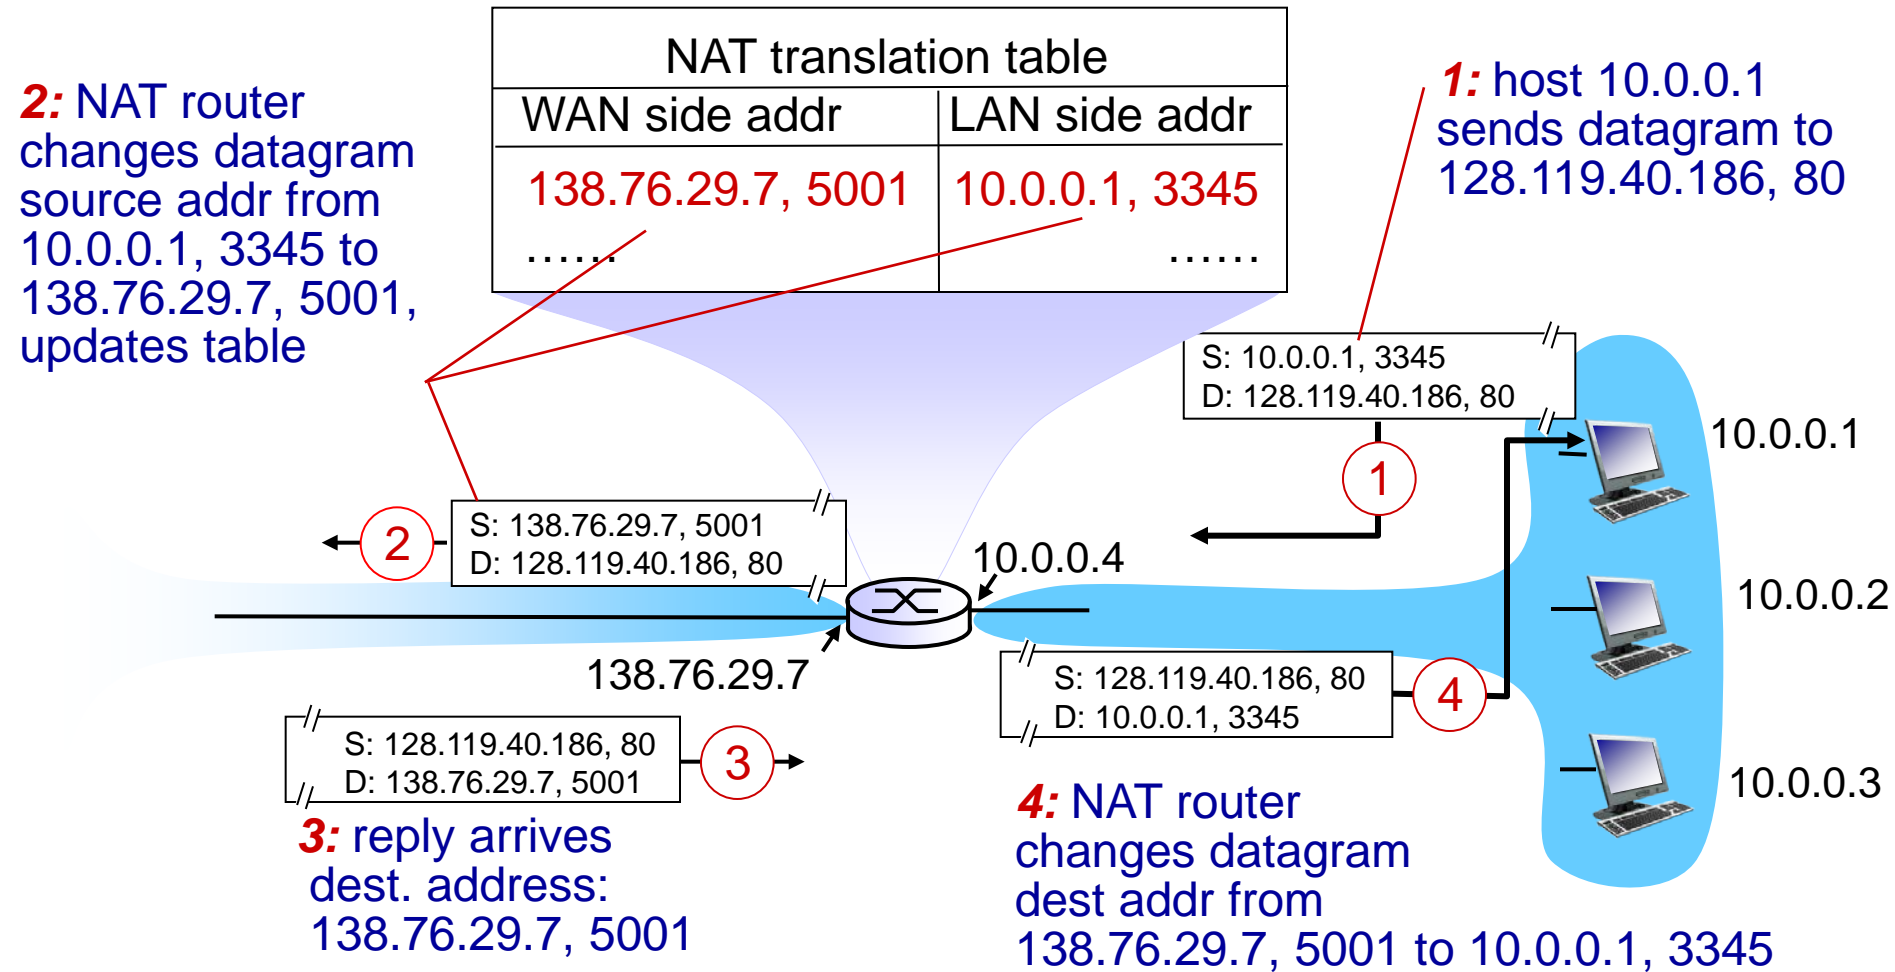 NAT translation table
WAN side addr
LAN side addr
138.76.29.7, 5001
10.0.0.1, 3345
......
......
2: NAT router
changes datagram
source addr from
10.0.0.1, 3345 to
138.76.29.7, 5001,
updates table
1: host 10.0.0.1
sends datagram to
128.119.40.186, 80
S: 10.0.0.1, 3345
D: 128.119.40.186, 80
1
10.0.0.1
S: 138.76.29.7, 5001
D: 128.119.40.186, 80
2
10.0.0.4
10.0.0.2
138.76.29.7
S: 128.119.40.186, 80
D: 10.0.0.1, 3345
4
S: 128.119.40.186, 80
D: 138.76.29.7, 5001
3
10.0.0.3
3: reply arrives
dest. address:
138.76.29.7, 5001
4: NAT router
changes datagram
dest addr from
138.76.29.7, 5001 to 10.0.0.1, 3345